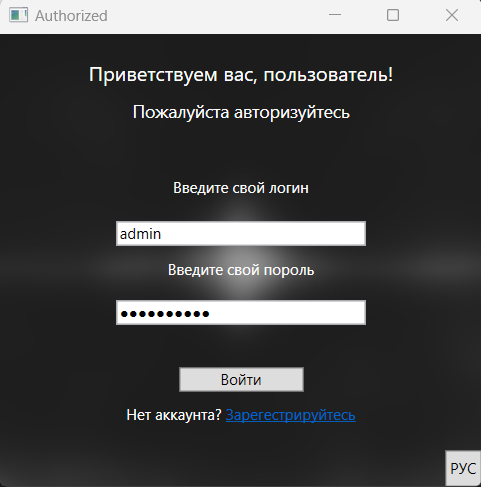 Authorized
Приветствуем вас, пользователь!
Пожалуйста авторизуйтесь
Введите свой логин
admin
Введите свой пороль
●●●●●●●●●●
Войти
Нет аккаунта? Зарегестрируйтесь
РУС